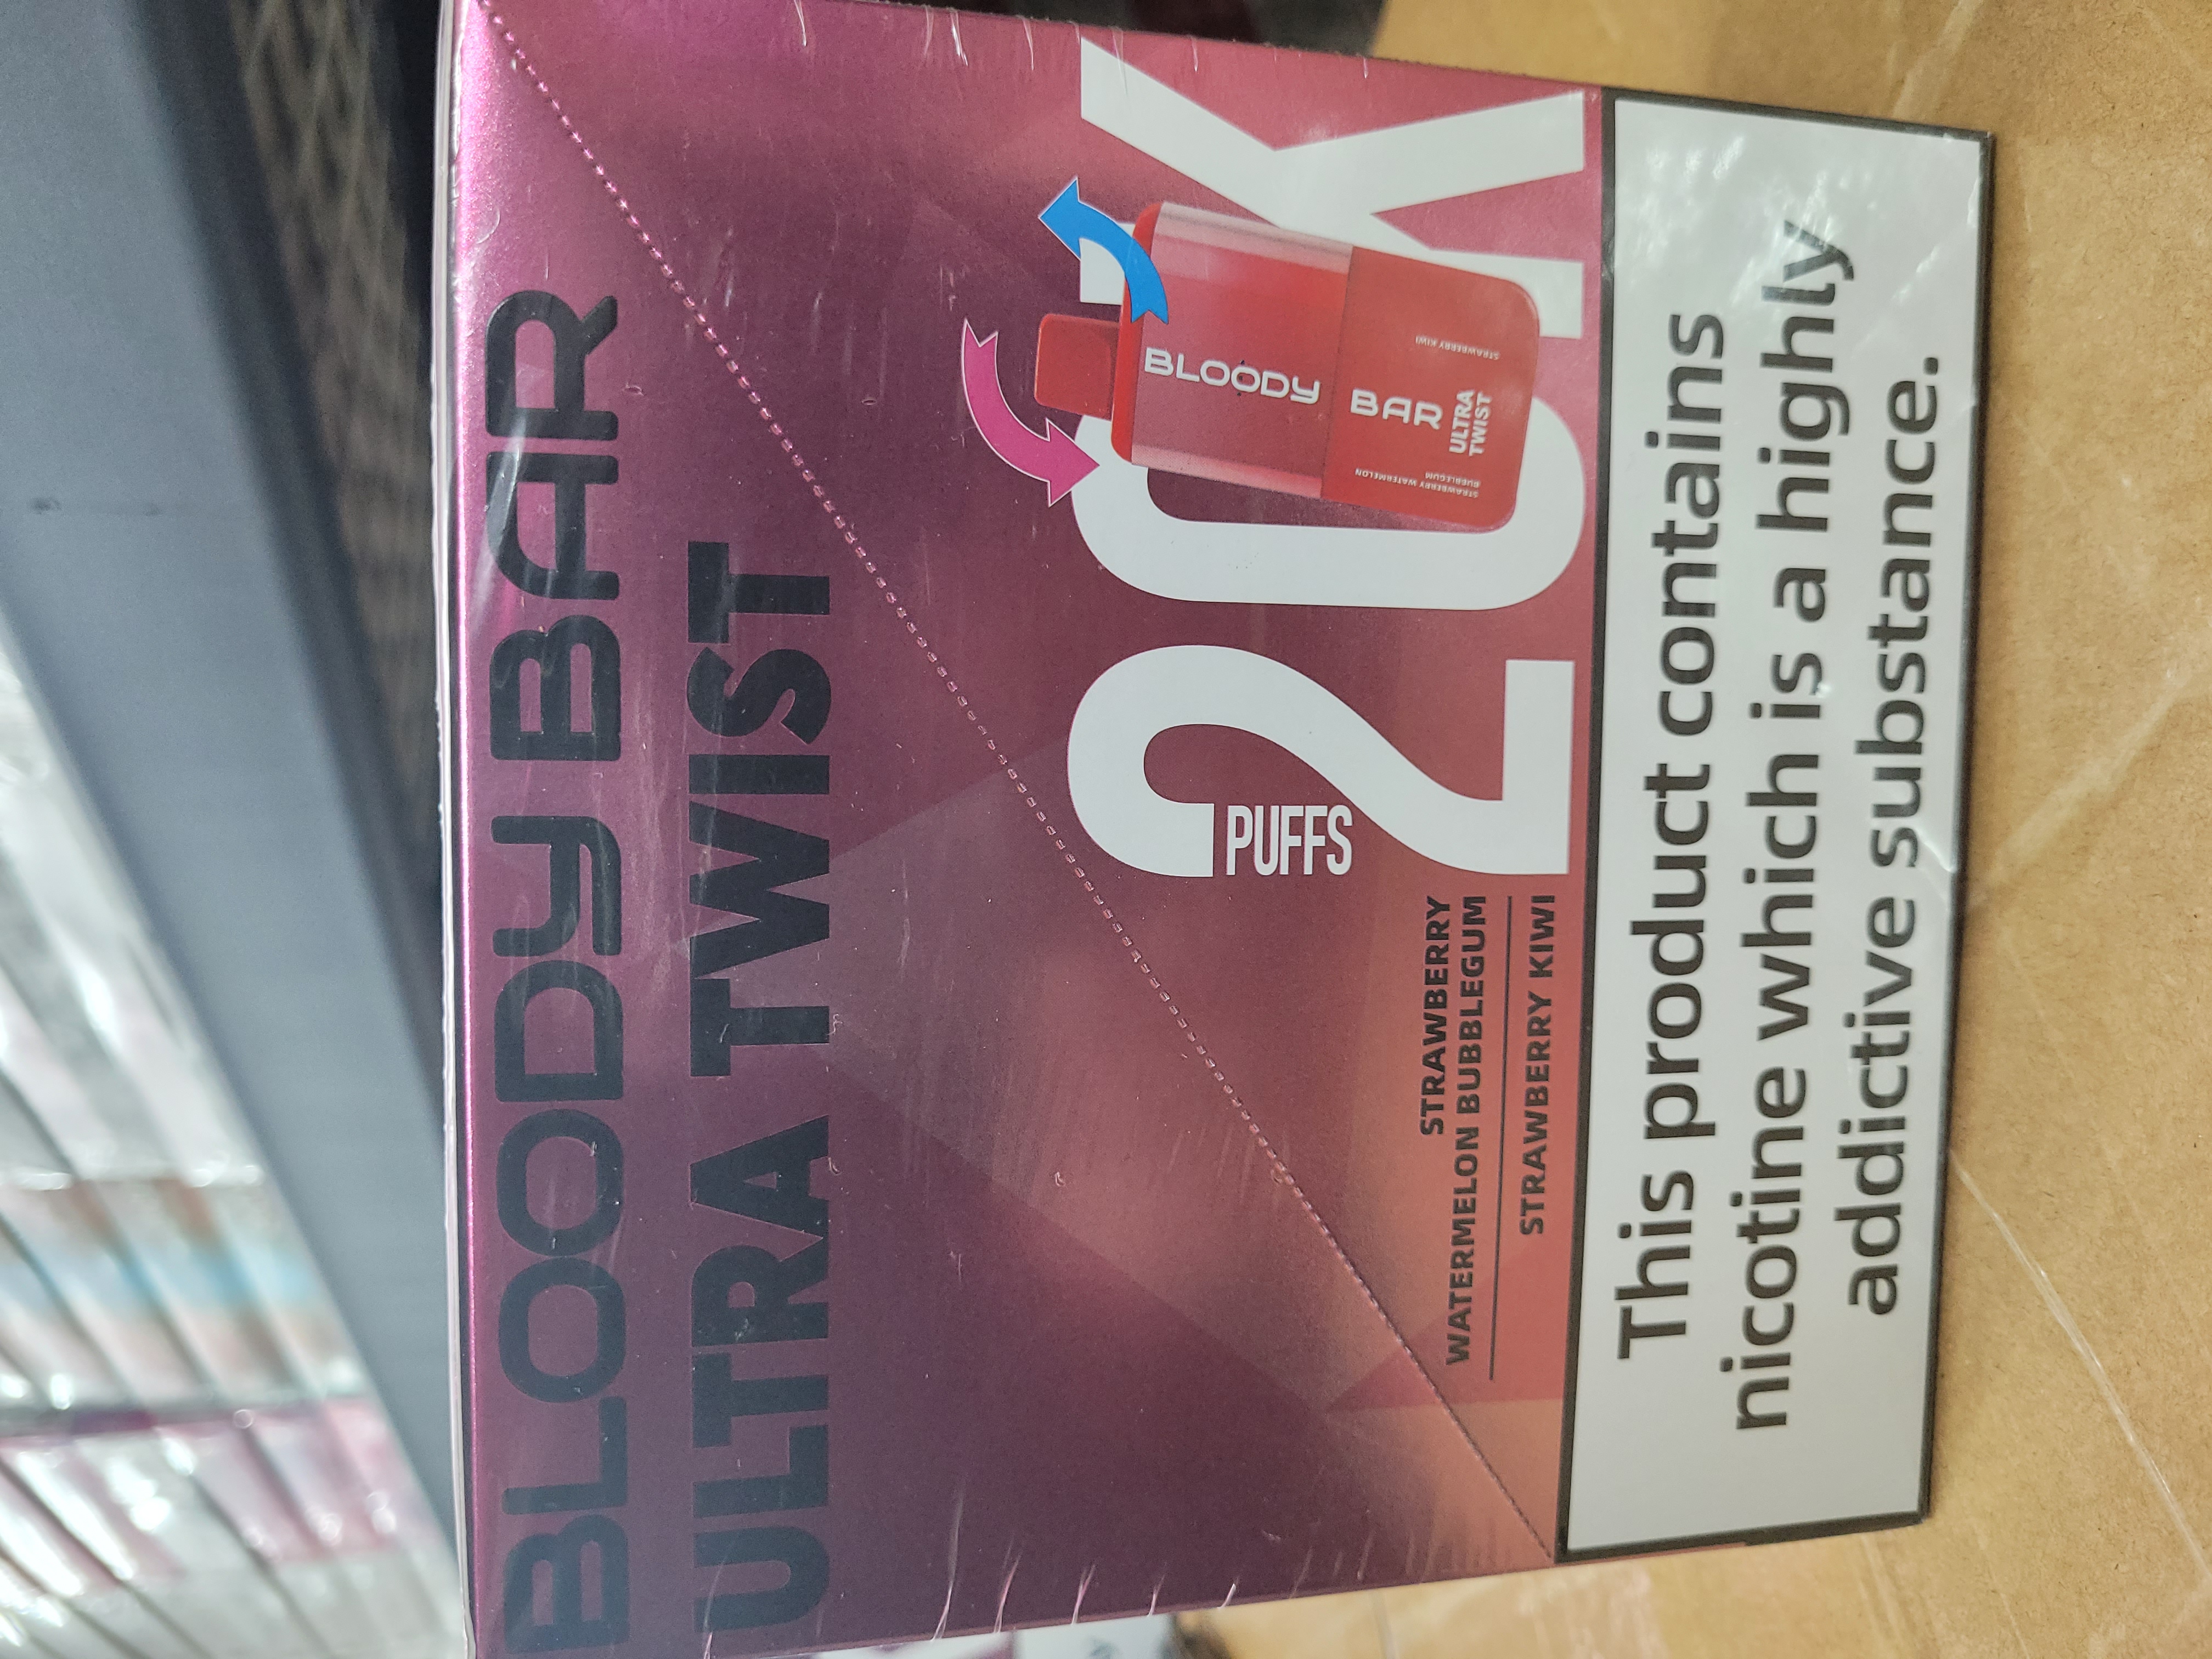 BLOODY BAR
ULTRA TWIST
20K
PUFFS
STRAWBERRY
WATERMELON BUBBLEGUM
STRAWBERRY KIWI
BLOODY
BAR
ULTRA
TWIST
STRAWBERRY WATERMELON
BUBBLEGUM
STRAWBERRY KIWI
This product contains
nicotine which is a highly
addictive substance.